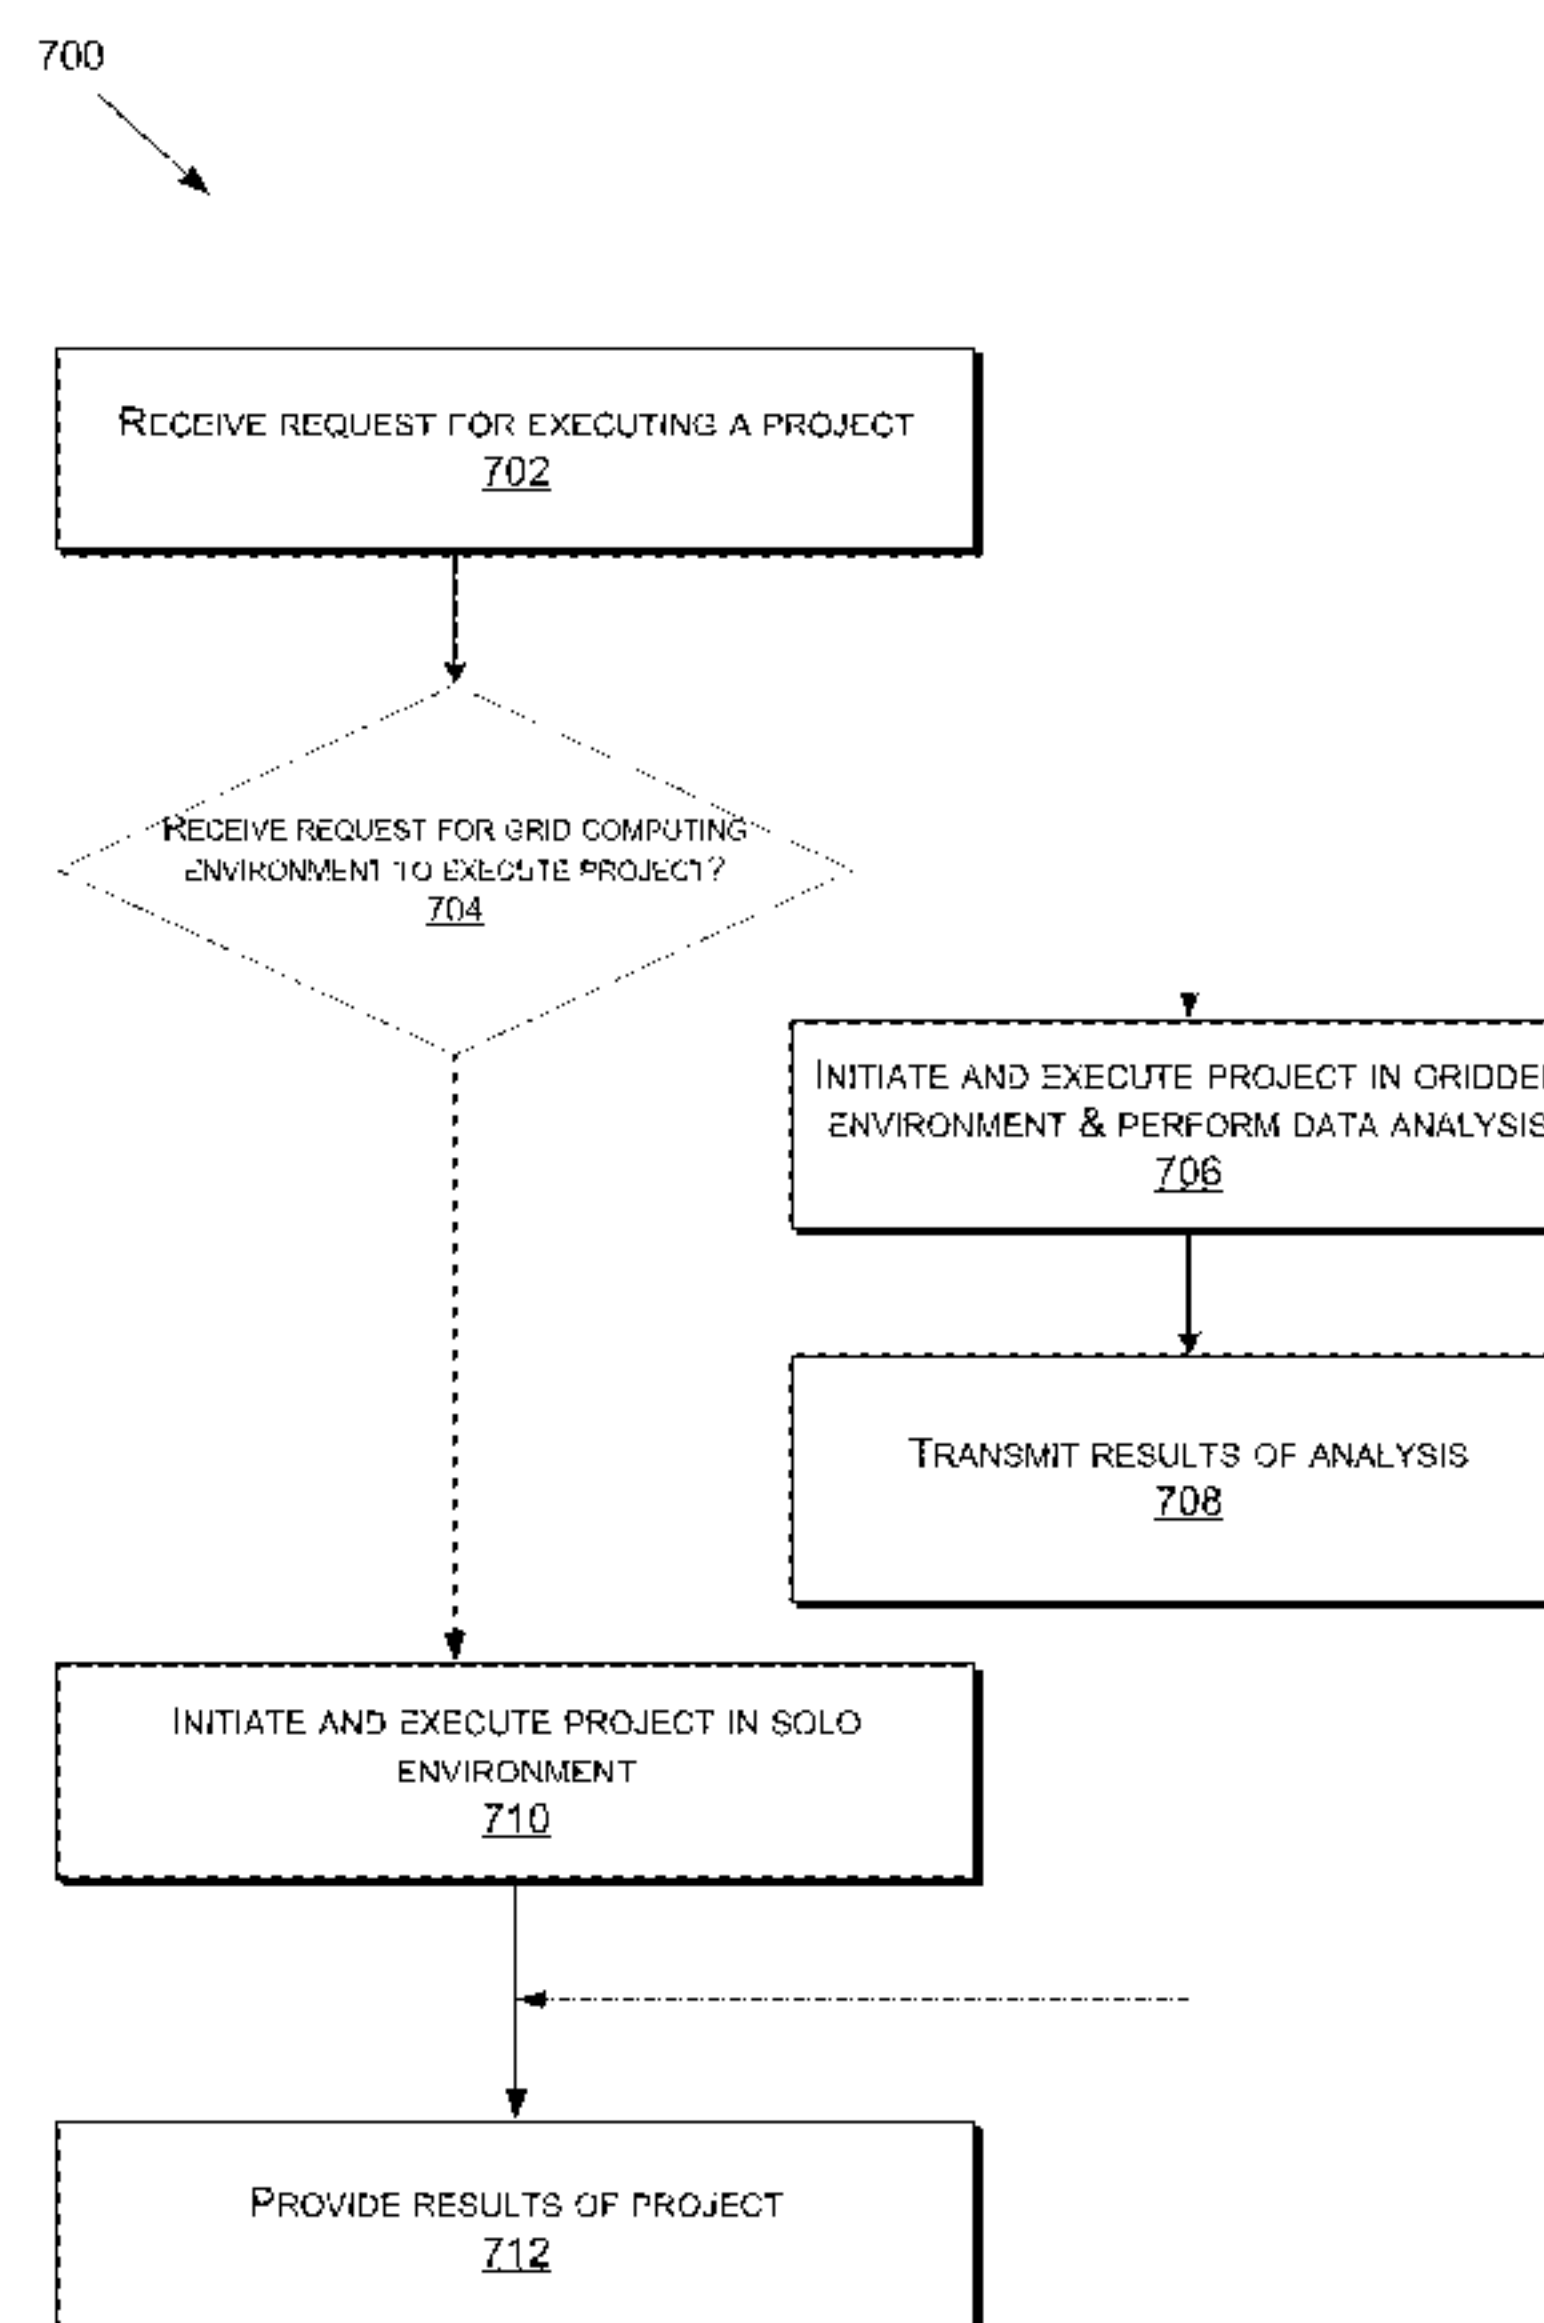 700
RECEIVE REQUEST FOR EXECUTING A PROJECT
702
RECEIVE REQUEST FOR GRID COMPUTING
ENVIRONMENT TO EXECUTE PROJECT?
704
INITIATE AND EXECUTE PROJECT IN
ENVIRONMENT & PERFORM DATA ANALYSIS
706
TRANSMIT RESULTS OF ANALYSIS
708
INITIATE AND EXECUTE PROJECT IN SOLO
ENVIRONMENT
710
PROVIDE RESULTS OF PROJECT
712